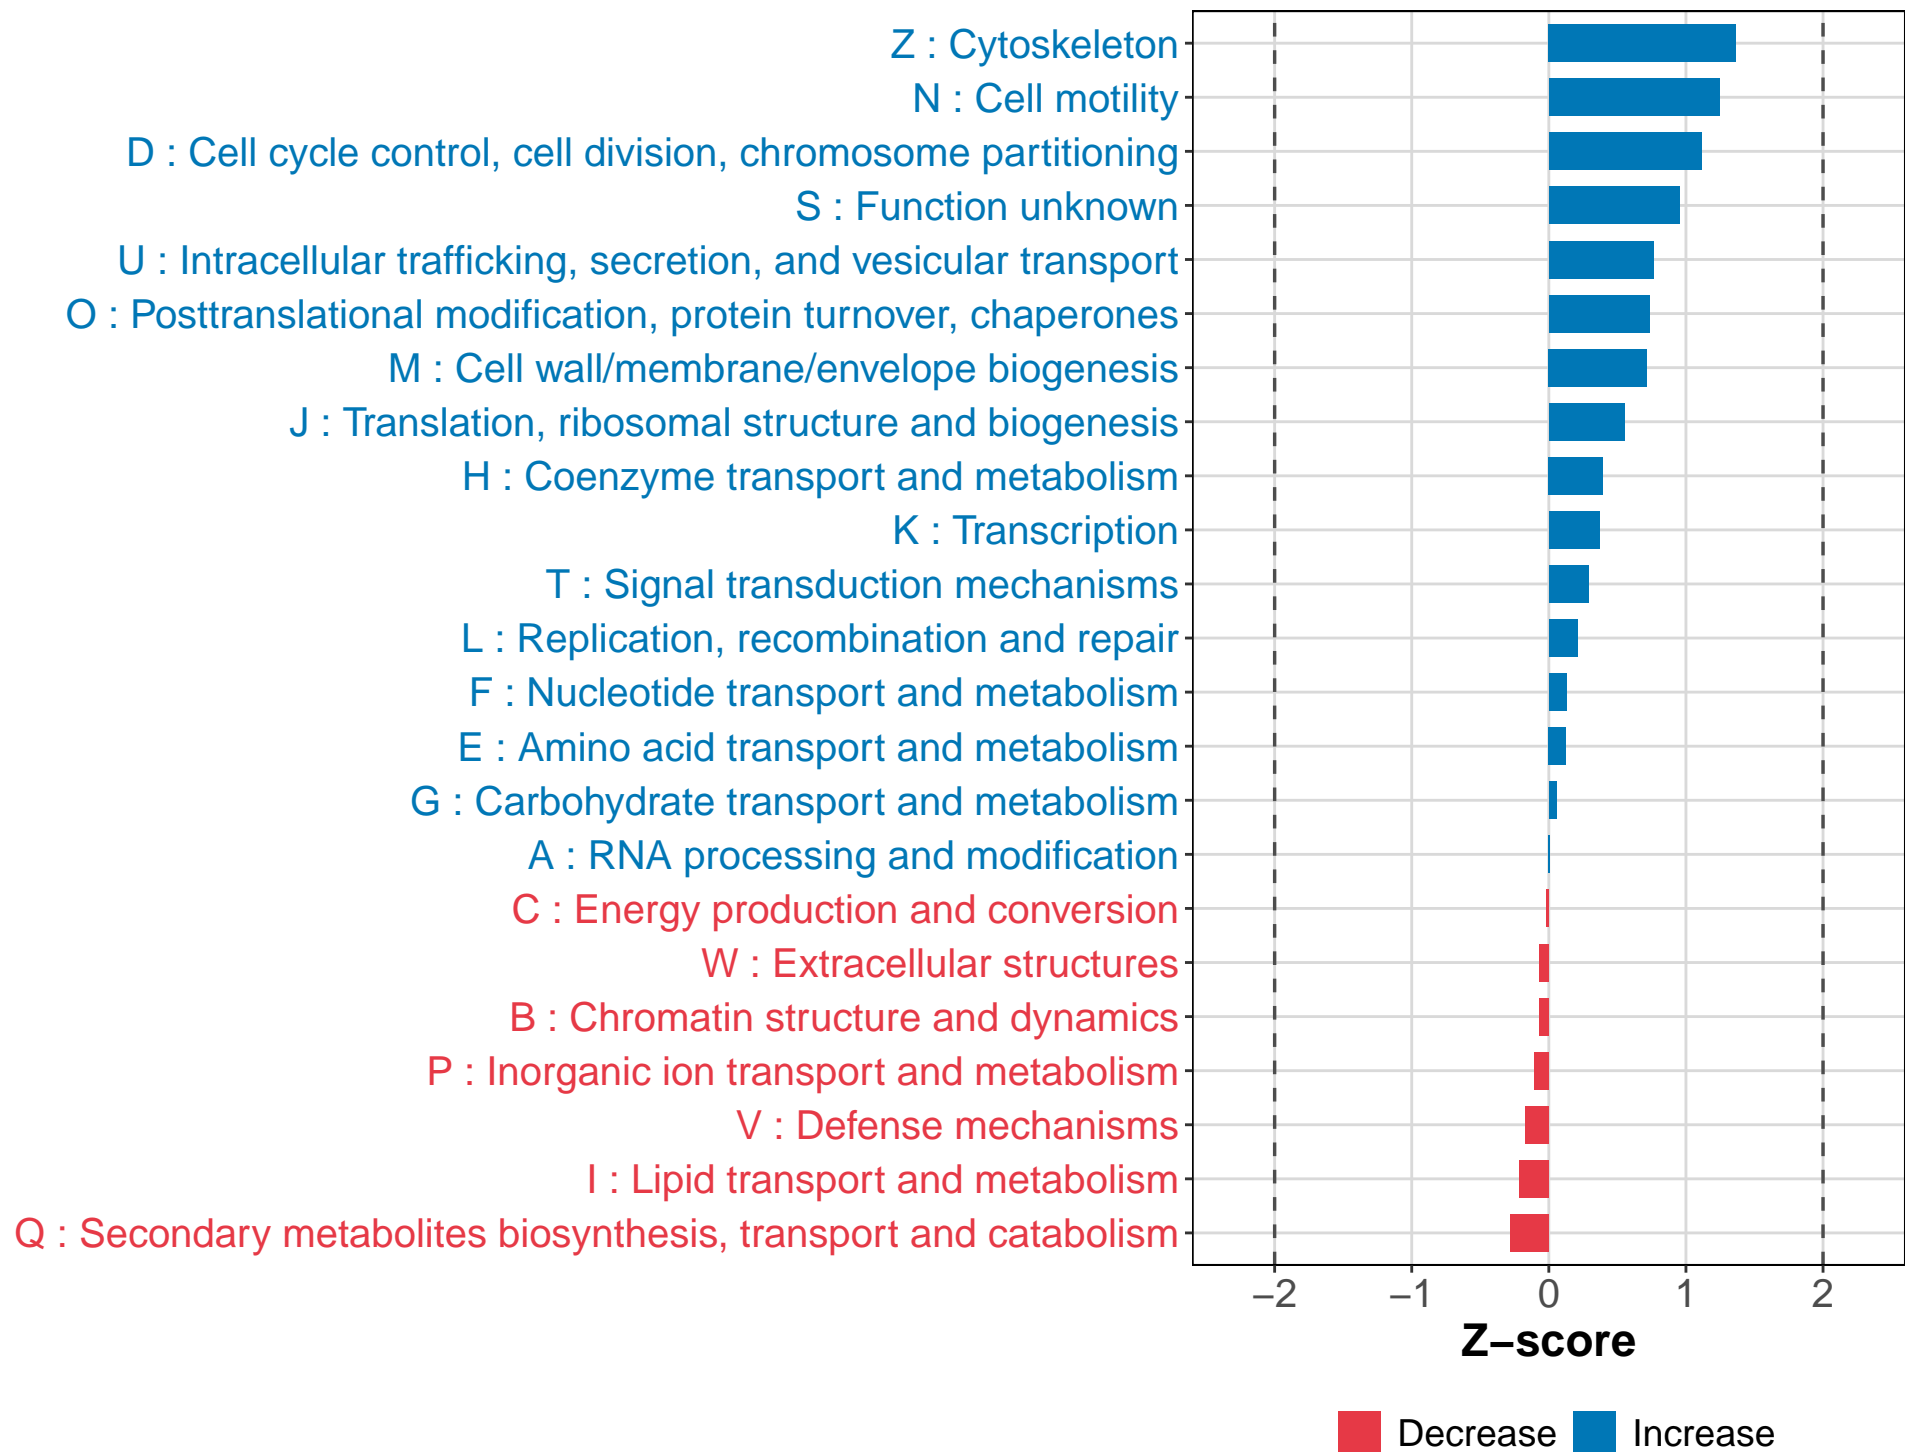 Z : Cytoskeleton
N : Cell motility
D : Cell cycle control, cell division, chromosome partitioning
S : Function unknown
U : Intracellular trafficking, secretion, and vesicular transport
O : Posttranslational modification, protein turnover, chaperones
M : Cell wall/membrane/envelope biogenesis
J : Translation, ribosomal structure and biogenesis
H : Coenzyme transport and metabolism
K : Transcription
T : Signal transduction mechanisms
L : Replication, recombination and repair
F : Nucleotide transport and metabolism
E : Amino acid transport and metabolism
G : Carbohydrate transport and metabolism
A : RNA processing and modification
C : Energy production and conversion
W : Extracellular structures
B : Chromatin structure and dynamics
P : Inorganic ion transport and metabolism
V : Defense mechanisms
I : Lipid transport and metabolism
Q : Secondary metabolites biosynthesis, transport and catabolism
−2 −1 0 1 2
Z−score
Decrease Increase